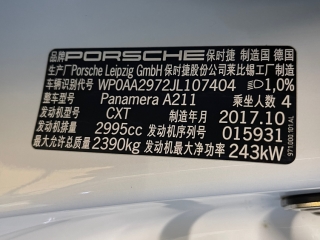 品牌PORSCHE 保时捷 制造国 德国
生产厂Porsche Leipzig GmbH 保时捷股份公司莱比锡工厂制造
车辆识别代号 WP0AA2972JL107404 1,0%
整车型号 Panamera A211 乘坐人数 4
发动机型号 CXT 制造年月 2017.10
发动机排量 2995cc 发动机序列号 015931
最大允许总质量 2390kg 发动机最大净功率 243kW
971.000.101.AL